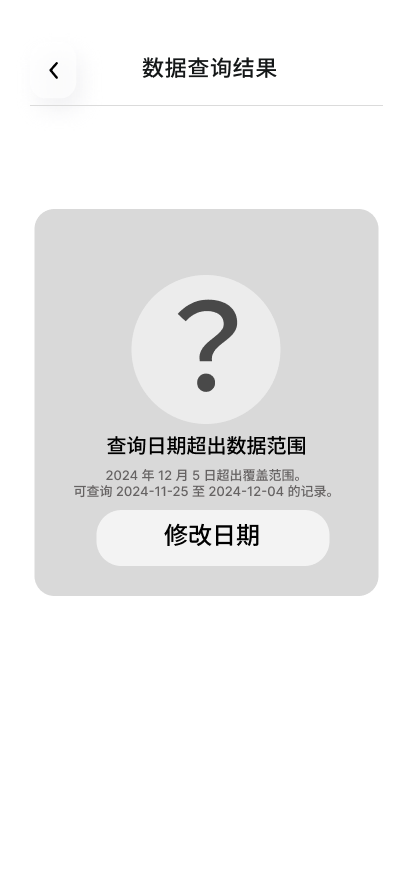 数据查询结果
?
查询日期超出数据范围
2024 年 12 月 5 日超出覆盖范围。
可查询 2024-11-25 至 2024-12-04 的记录。
修改日期